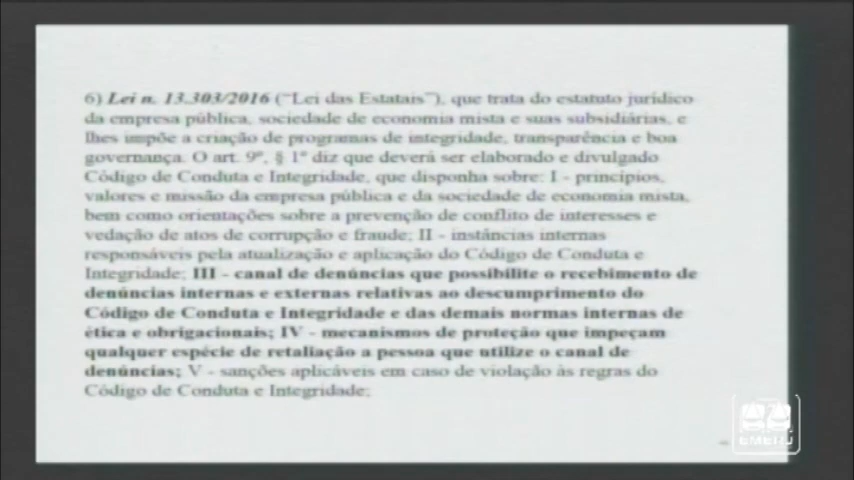 6) Lei n. 13.303/2016 ("Lei das Estatais"), que trata do estatuto jurídico
da empresa pública, sociedade de economia mista e suas subsidiárias, e
lhes impõe a criação de programas de integridade, transparência e boa
governança. O art. 9º, § 1º diz que deverá ser elaborado e divulgado
Código de Conduta e Integridade, que disponha sobre: I - princípios,
valores e missão da empresa pública e da sociedade de economia mista,
bem como orientações sobre a prevenção de conflito de interesses e
vedação de atos de corrupção e fraude; II - instâncias internas
responsáveis pela atualização e aplicação do Código de Conduta e
Integridade; III - canal de denúncias que possibilite o recebimento de
denúncias internas e externas relativas ao descumprimento do
Código de Conduta e Integridade e das demais normas internas de
ética e obrigacionais; IV - mecanismos de proteção que impeçam
qualquer espécie de retaliação a pessoa que utilize o canal de
denúncias; V - sanções aplicáveis em caso de violação às regras do
Código de Conduta e Integridade;
EMERJ